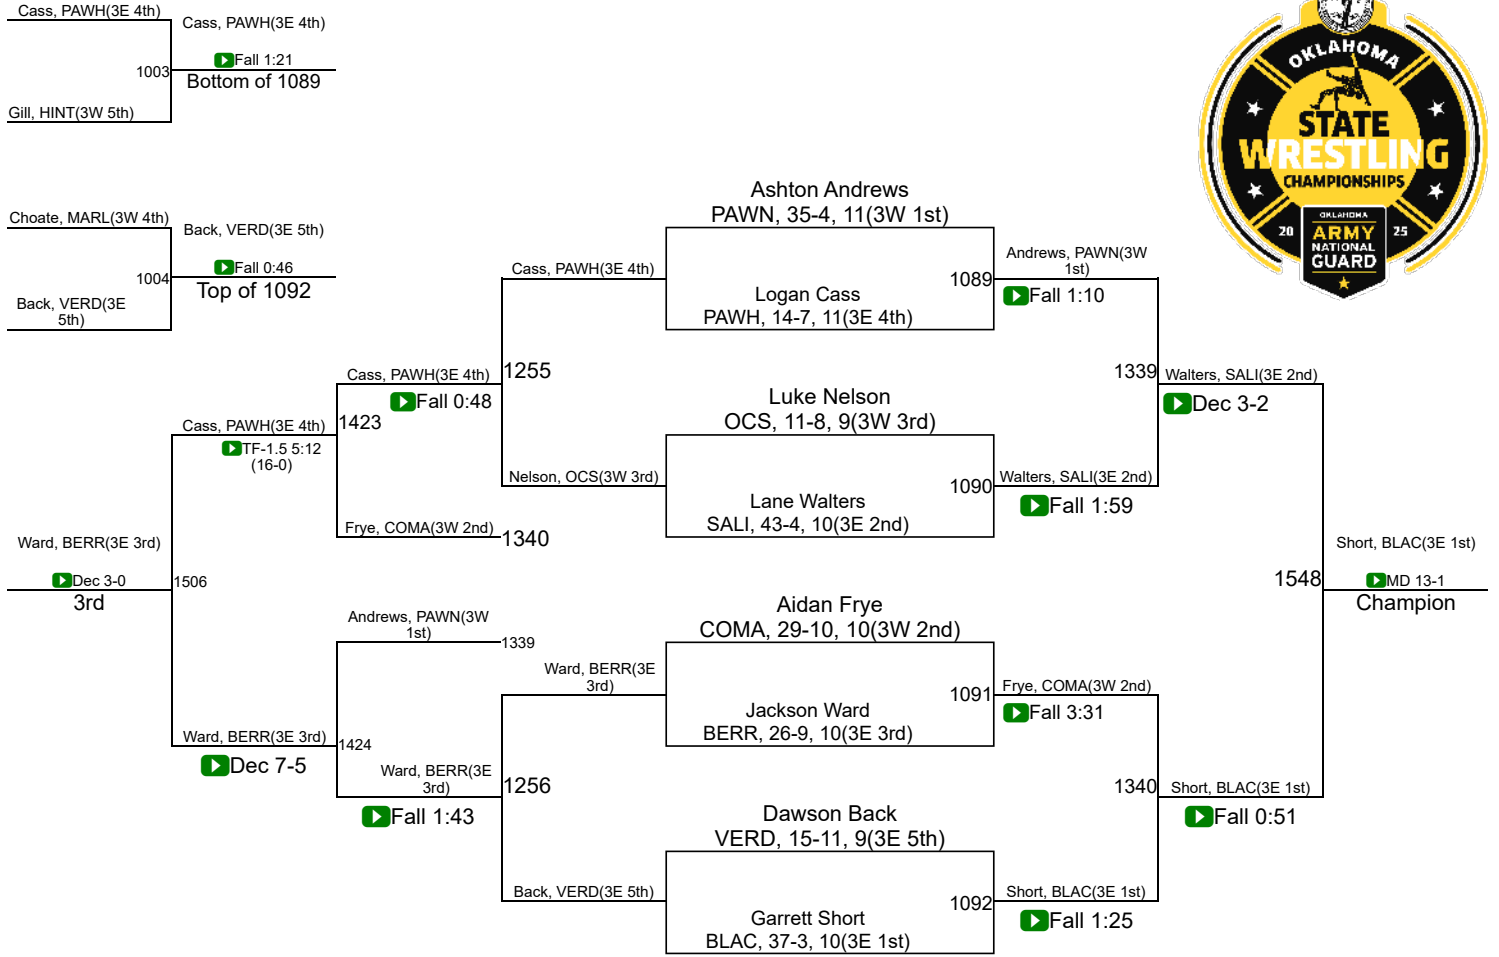 Cass, PAWH(3E 4th)
Cass, PAWH(3E 4th)
Fall 1:21
1003
Bottom of 1089
Gill, HINT(3W 5th)
OKLAHOMA
STATE
WRESTLING
CHAMPIONSHIPS
OKLAHOMA
20
ARMY
25
NATIONAL
GUARD
Choate, MARL(3W 4th)
Back, VERD(3E 5th)
Fall 0:46
1004
Top of 1092
Back, VERD(3E
5th)
Ashton Andrews
PAWN, 35-4, 11(3W 1st)
Cass, PAWH(3E 4th)
1089
Andrews, PAWN(3W
1st)
Fall 1:10
Logan Cass
PAWH, 14-7, 11(3E 4th)
Cass, PAWH(3E 4th)
1255
Fall 0:48
1339
Walters, SALI(3E 2nd)
Dec 3-2
Luke Nelson
OCS, 11-8, 9(3W 3rd)
Cass, PAWH(3E 4th)
1423
TF-1.5 5:12
(16-0)
Nelson, OCS(3W 3rd)
1090
Walters, SALI(3E 2nd)
Fall 1:59
Lane Walters
SALI, 43-4, 10(3E 2nd)
Frye, COMA(3W 2nd)
1340
Ward, BERR(3E 3rd)
Dec 3-0
1506
3rd
Short, BLAC(3E 1st)
1548
MD 13-1
Champion
Aidan Frye
COMA, 29-10, 10(3W 2nd)
Andrews, PAWN(3W
1st)
1339
Ward, BERR(3E
3rd)
1091
Frye, COMA(3W 2nd)
Fall 3:31
Jackson Ward
BERR, 26-9, 10(3E 3rd)
Ward, BERR(3E 3rd)
1424
Dec 7-5
Ward, BERR(3E
3rd)
1256
Fall 1:43
1340
Short, BLAC(3E 1st)
Fall 0:51
Dawson Back
VERD, 15-11, 9(3E 5th)
Back, VERD(3E 5th)
1092
Short, BLAC(3E 1st)
Fall 1:25
Garrett Short
BLAC, 37-3, 10(3E 1st)